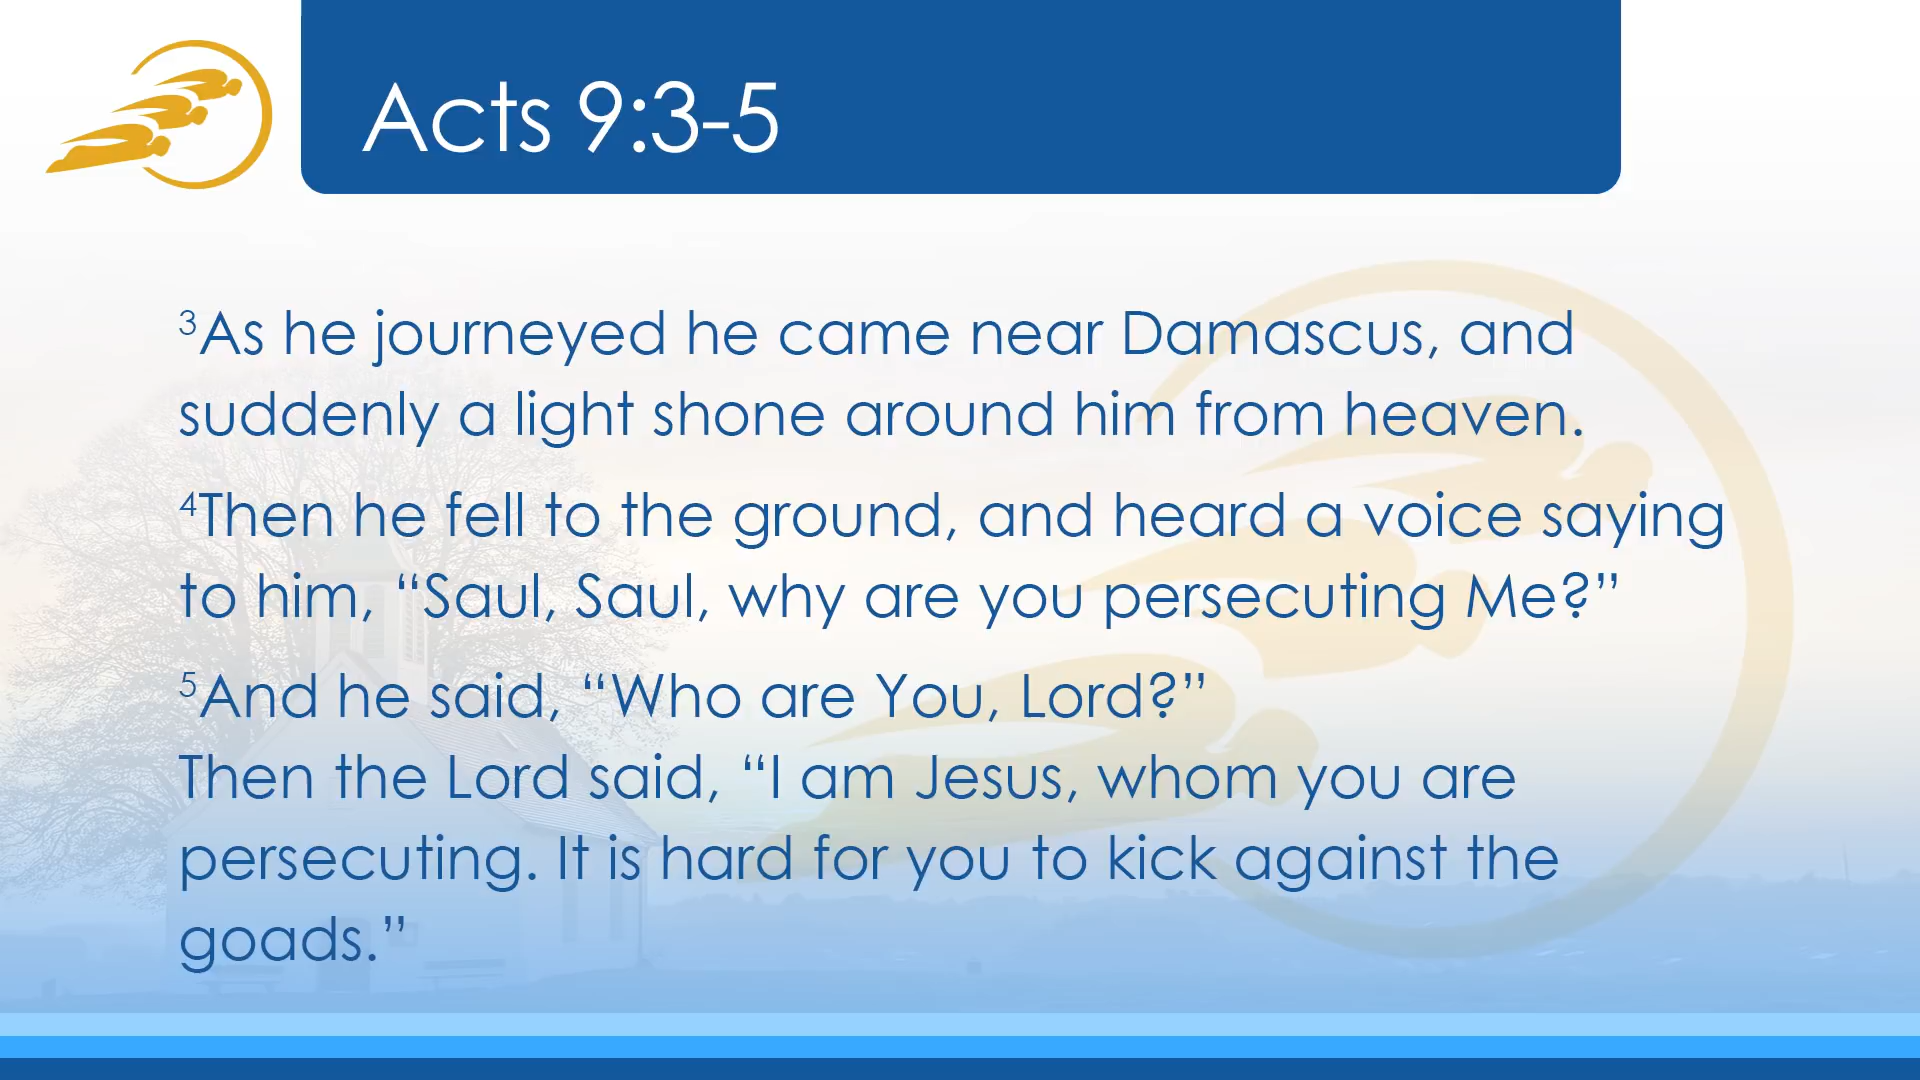 Acts 9:3-5
³As he journeyed he came near Damascus, and
suddenly a light shone around him from heaven.
⁴Then he fell to the ground, and heard a voice saying
to him, “Saul, Saul, why are you persecuting Me?”
⁵And he said, “Who are You, Lord?”
Then the Lord said, “I am Jesus, whom you are
persecuting. It is hard for you to kick against the
goads.”